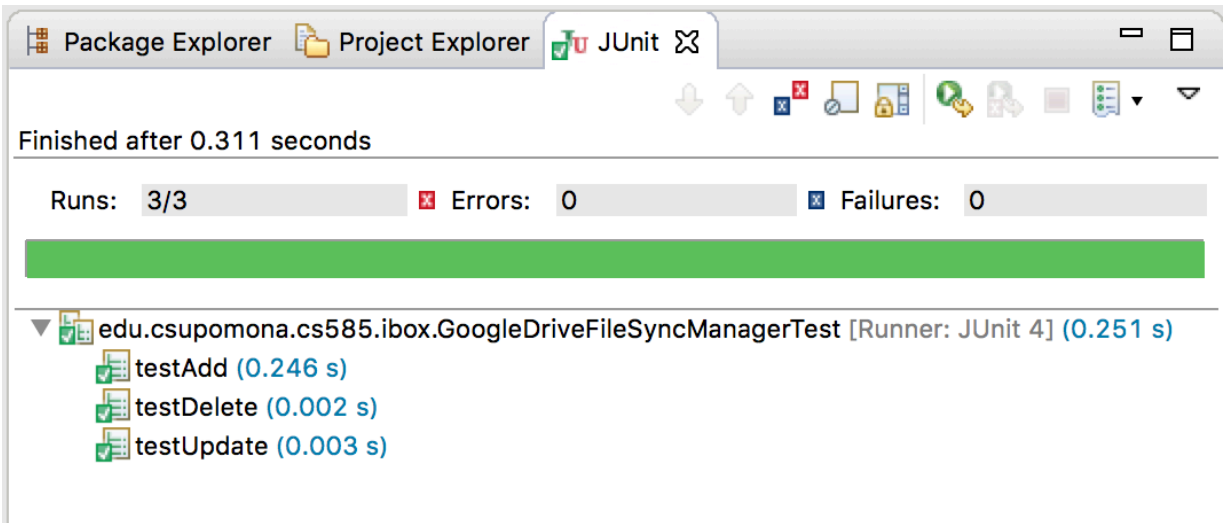 Package Explorer Project Explorer JUnit
Finished after 0.311 seconds
Runs: 3/3 Errors: 0 Failures: 0
edu.csupomona.cs585.ibox.GoogleDriveFileSyncManagerTest [Runner: JUnit 4] (0.251 s)
testAdd (0.246 s)
testDelete (0.002 s)
testUpdate (0.003 s)